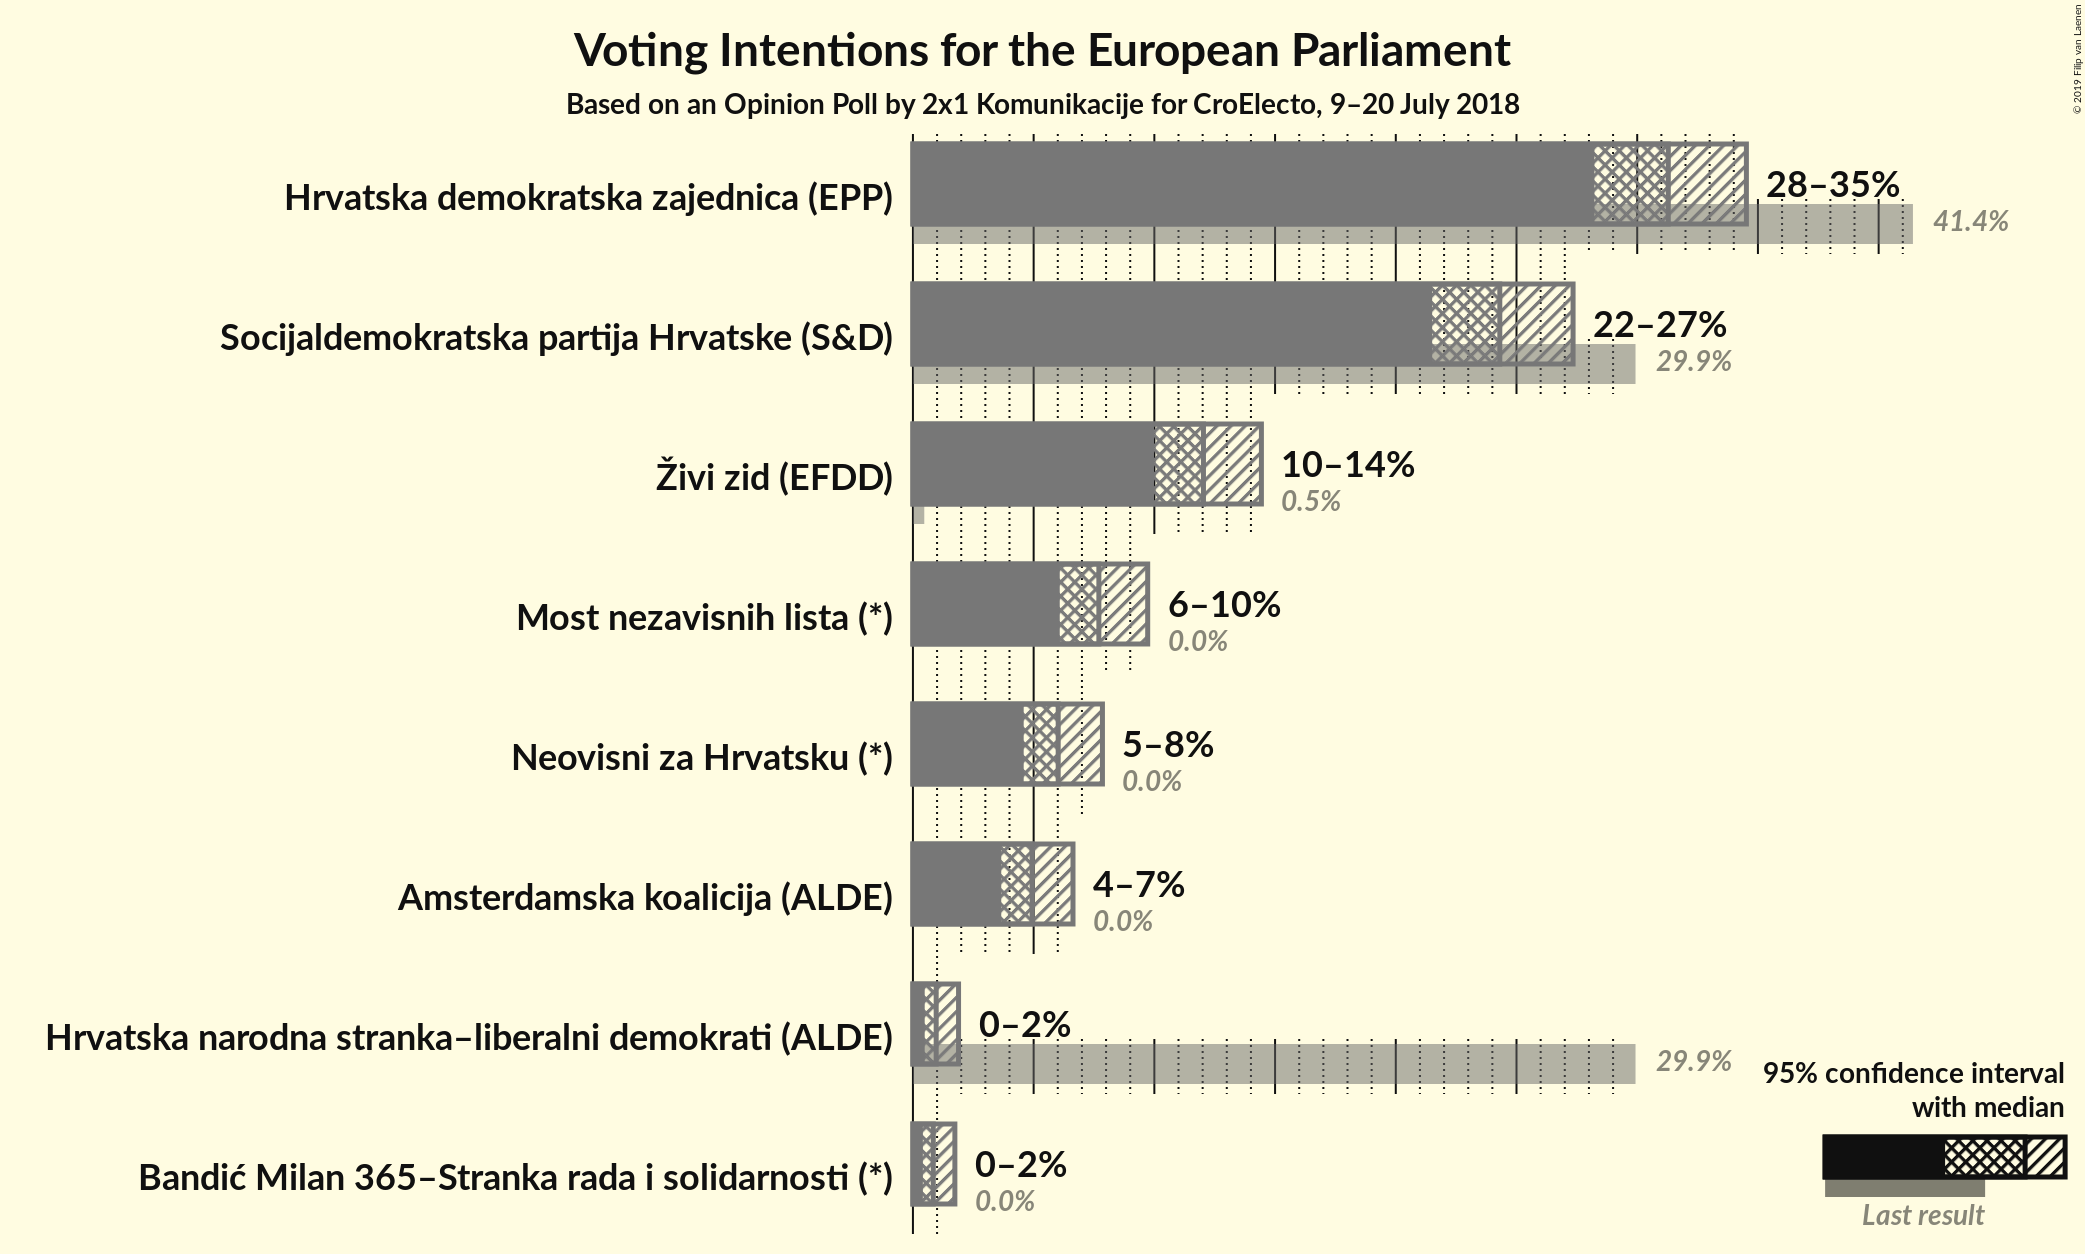 Voting Intentions for the European Parliament
Based on an Opinion Poll by 2x1 Komunikacije for CroElecto, 9–20 July 2018
© 2019 Filip van Laenen
Hrvatska demokratska zajednica (EPP)
28–35%
41.4%
Socijaldemokratska partija Hrvatske (S&D)
22–27%
29.9%
Živi zid (EFDD)
10–14%
0.5%
Most nezavisnih lista (*)
6–10%
0.0%
Neovisni za Hrvatsku (*)
5–8%
0.0%
Amsterdamska koalicija (ALDE)
4–7%
0.0%
Hrvatska narodna stranka–liberalni demokrati (ALDE)
0–2%
29.9%
Bandić Milan 365–Stranka rada i solidarnosti (*)
0–2%
0.0%
95% confidence interval
with median
Last result